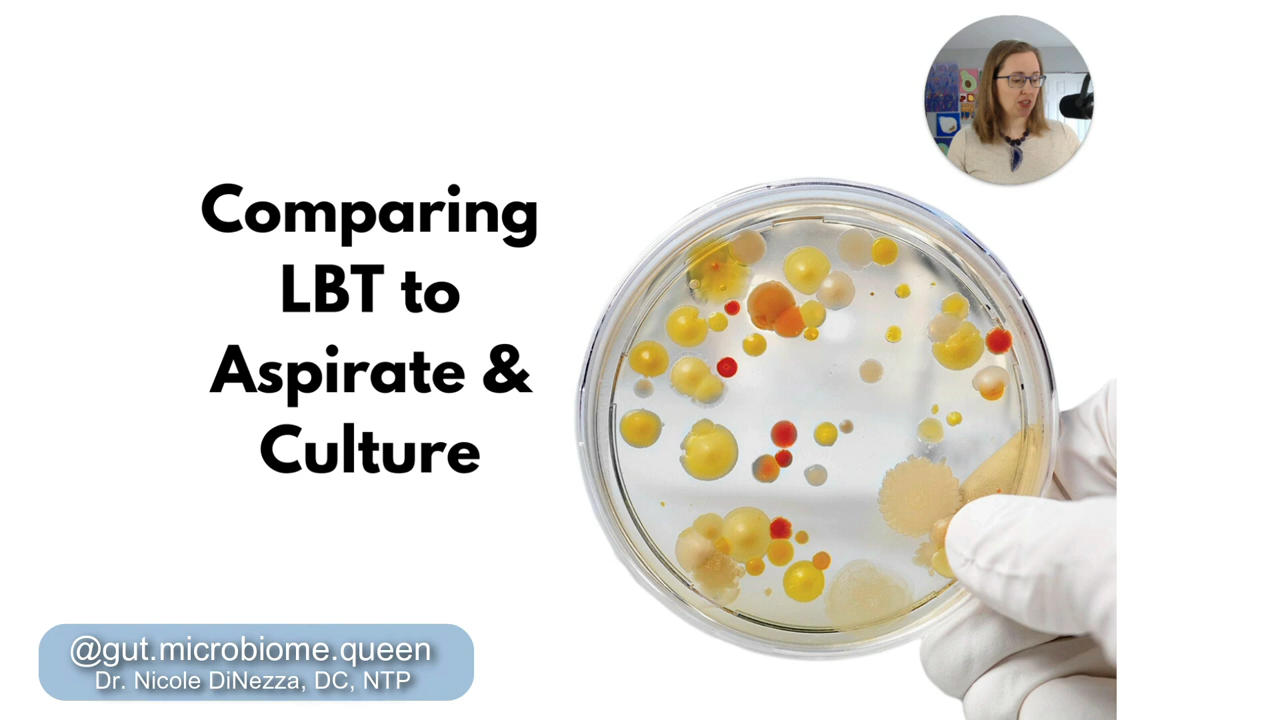 Comparing
LBT to
Aspirate &
Culture
@gut.microbiome.queen
Dr. Nicole DiNezza, DC, NTP